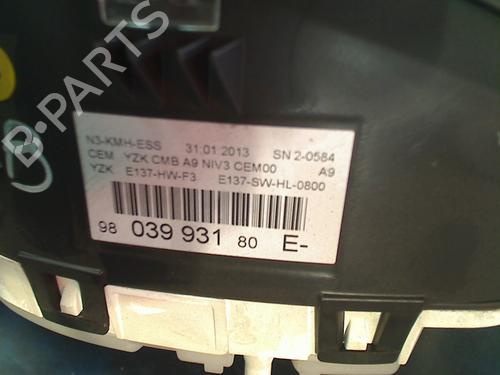 B-PARTS
N3-KMH-ESS 31.01.2013 SN 2-0584
CEM YZK CMB A9 NIV3 CEM00 A9
YZK E137-HW-F3 E137-SW-HL-0800
98 039 931 80 E-